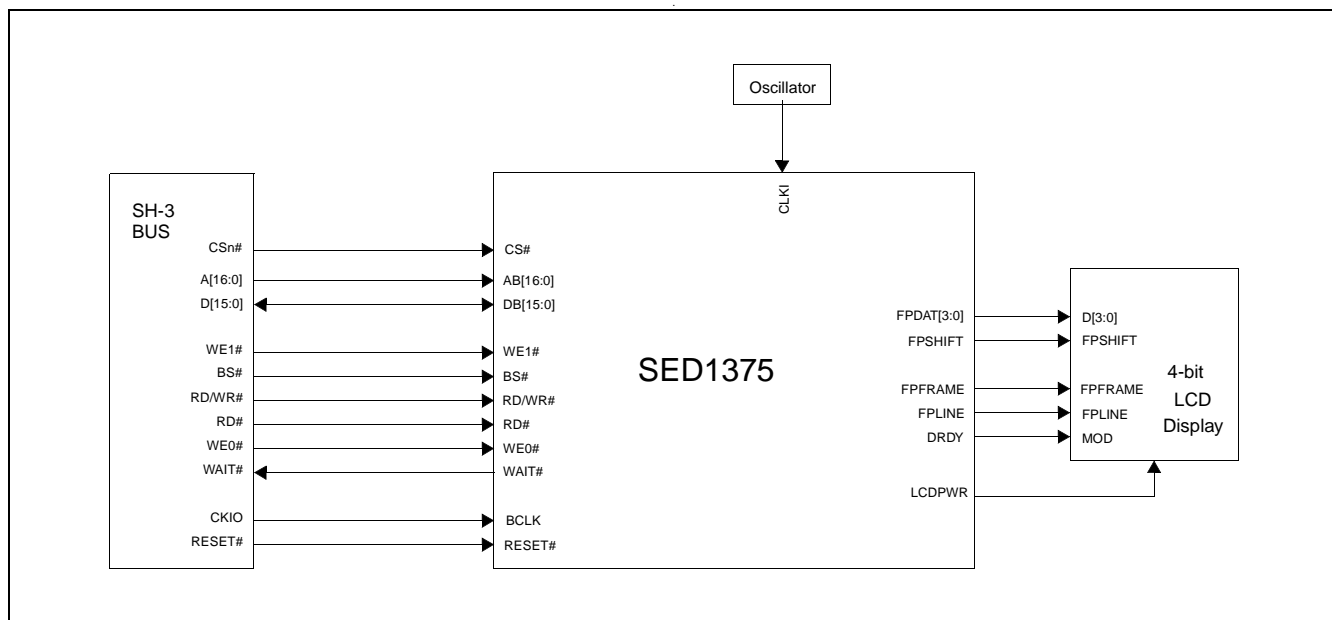 Oscillator
CLKI
SH-3
BUS
CSn#
A[16:0]
D[15:0]
WE1#
BS#
RD/WR#
RD#
WE0#
WAIT#
CKIO
RESET#
CS#
AB[16:0]
DB[15:0]
WE1#
BS#
RD/WR#
RD#
WE0#
WAIT#
BCLK
RESET#
SED1375
FPDAT[3:0]
FPSHIFT
FPFRAME
FPLINE
DRDY
LCDPWR
D[3:0]
FPSHIFT
FPFRAME
FPLINE
MOD
4-bit
LCD
Display